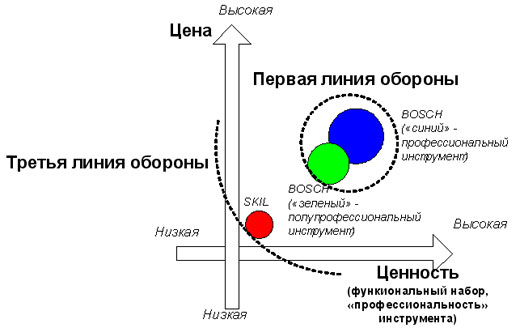 Высокая
Цена
Первая линия обороны
BOSCH
(«синий» -
профессиональный
инструмент)
Третья линия обороны
BOSCH
(«зеленый» -
полупрофессиональный
инструмент)
SKIL
Низкая
Высокая
Ценность
(функиональный набор,
«профессиональность»
инструмента)
Низкая